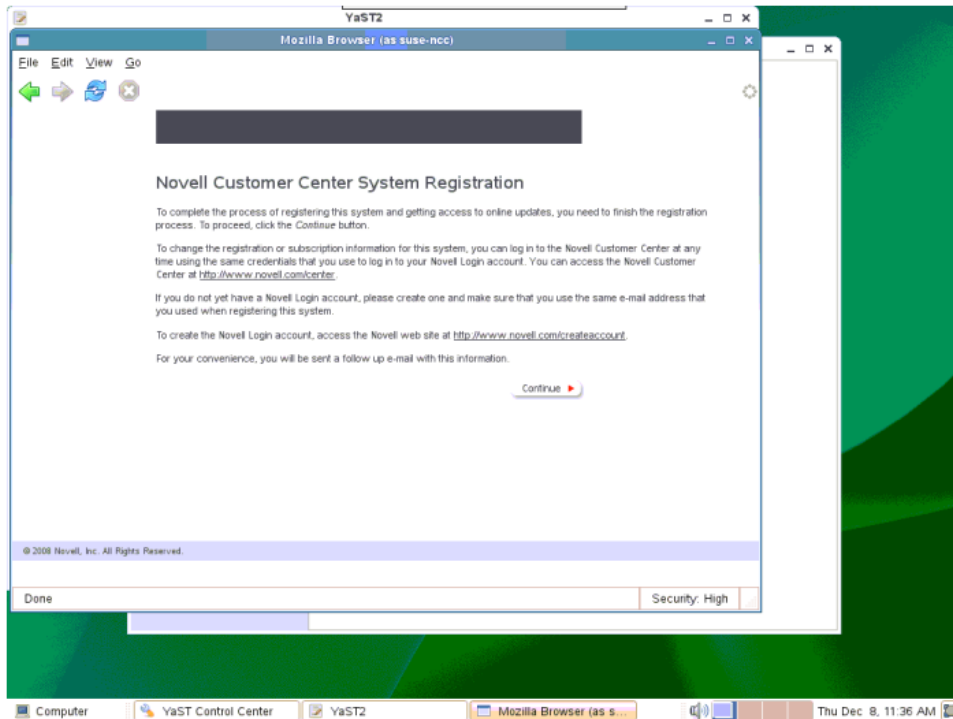 YaST2
Mozilla Browser (as suse-ncc)
File Edit View Go
Novell Customer Center System Registration
To complete the process of registering this system and getting access to online updates, you need to finish the registration
process. To proceed, click the Continue button.
To change the registration or subscription information for this system, you can log in to the Novell Customer Center at any
time using the same credentials that you use to log in to your Novell Login account. You can access the Novell Customer
Center at http://www.novell.com/center.
If you do not yet have a Novell Login account, please create one and make sure that you use the same e-mail address that
you used when registering this system.
To create the Novell Login account, access the Novell web site at http://www.novell.com/createaccount.
For your convenience, you will be sent a follow up e-mail with this information.
Continue
© 2008 Novell, Inc. All Rights Reserved.
Done Security: High
Computer YaST Control Center YaST2 Mozilla Browser (as s... Thu Dec 8, 11:36 AM